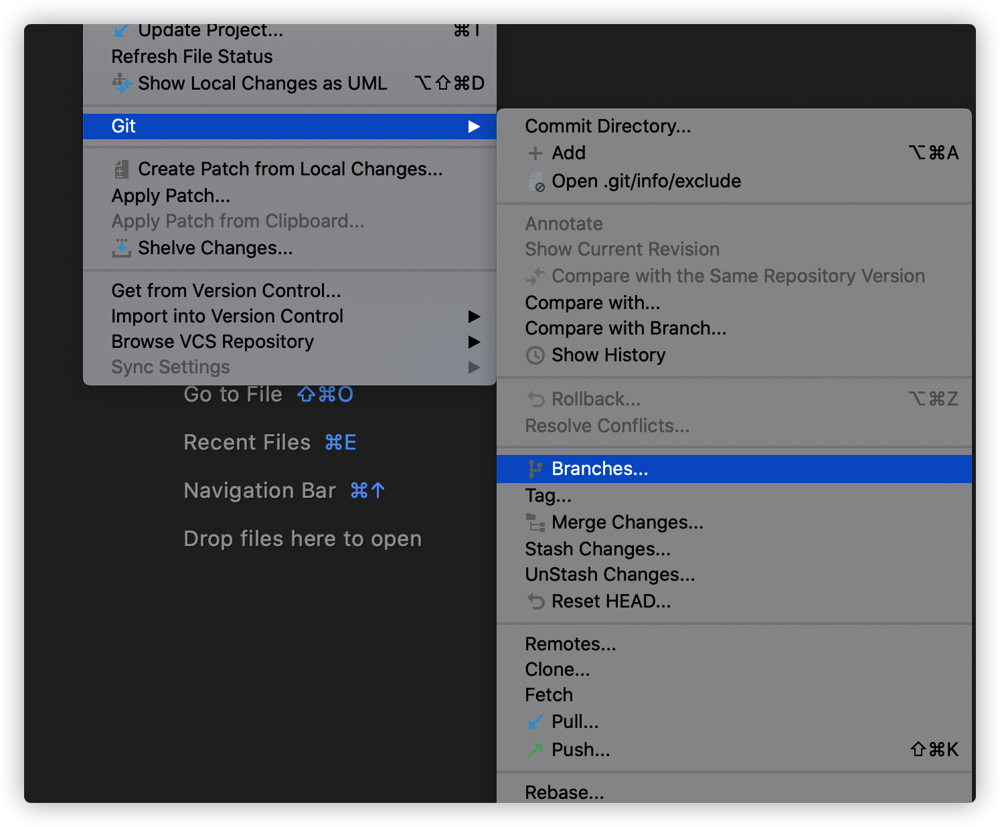 Update Project... ⌘T
Refresh File Status
Show Local Changes as UML ⌥⇧⌘D
Git ▶
Create Patch from Local Changes...
Apply Patch...
Apply Patch from Clipboard...
Shelve Changes...
Get from Version Control...
Import into Version Control ▶
Browse VCS Repository ▶
Sync Settings ▶
Go to File ⇧⌘O
Recent Files ⌘E
Navigation Bar ⌘↑
Drop files here to open
Commit Directory...
Add ⌥⌘A
Open .git/info/exclude
Annotate
Show Current Revision
Compare with the Same Repository Version
Compare with...
Compare with Branch...
Show History
Rollback... ⌥⌘Z
Resolve Conflicts...
Branches...
Tag...
Merge Changes...
Stash Changes...
UnStash Changes...
Reset HEAD...
Remotes...
Clone...
Fetch
Pull...
Push... ⇧⌘K
Rebase...